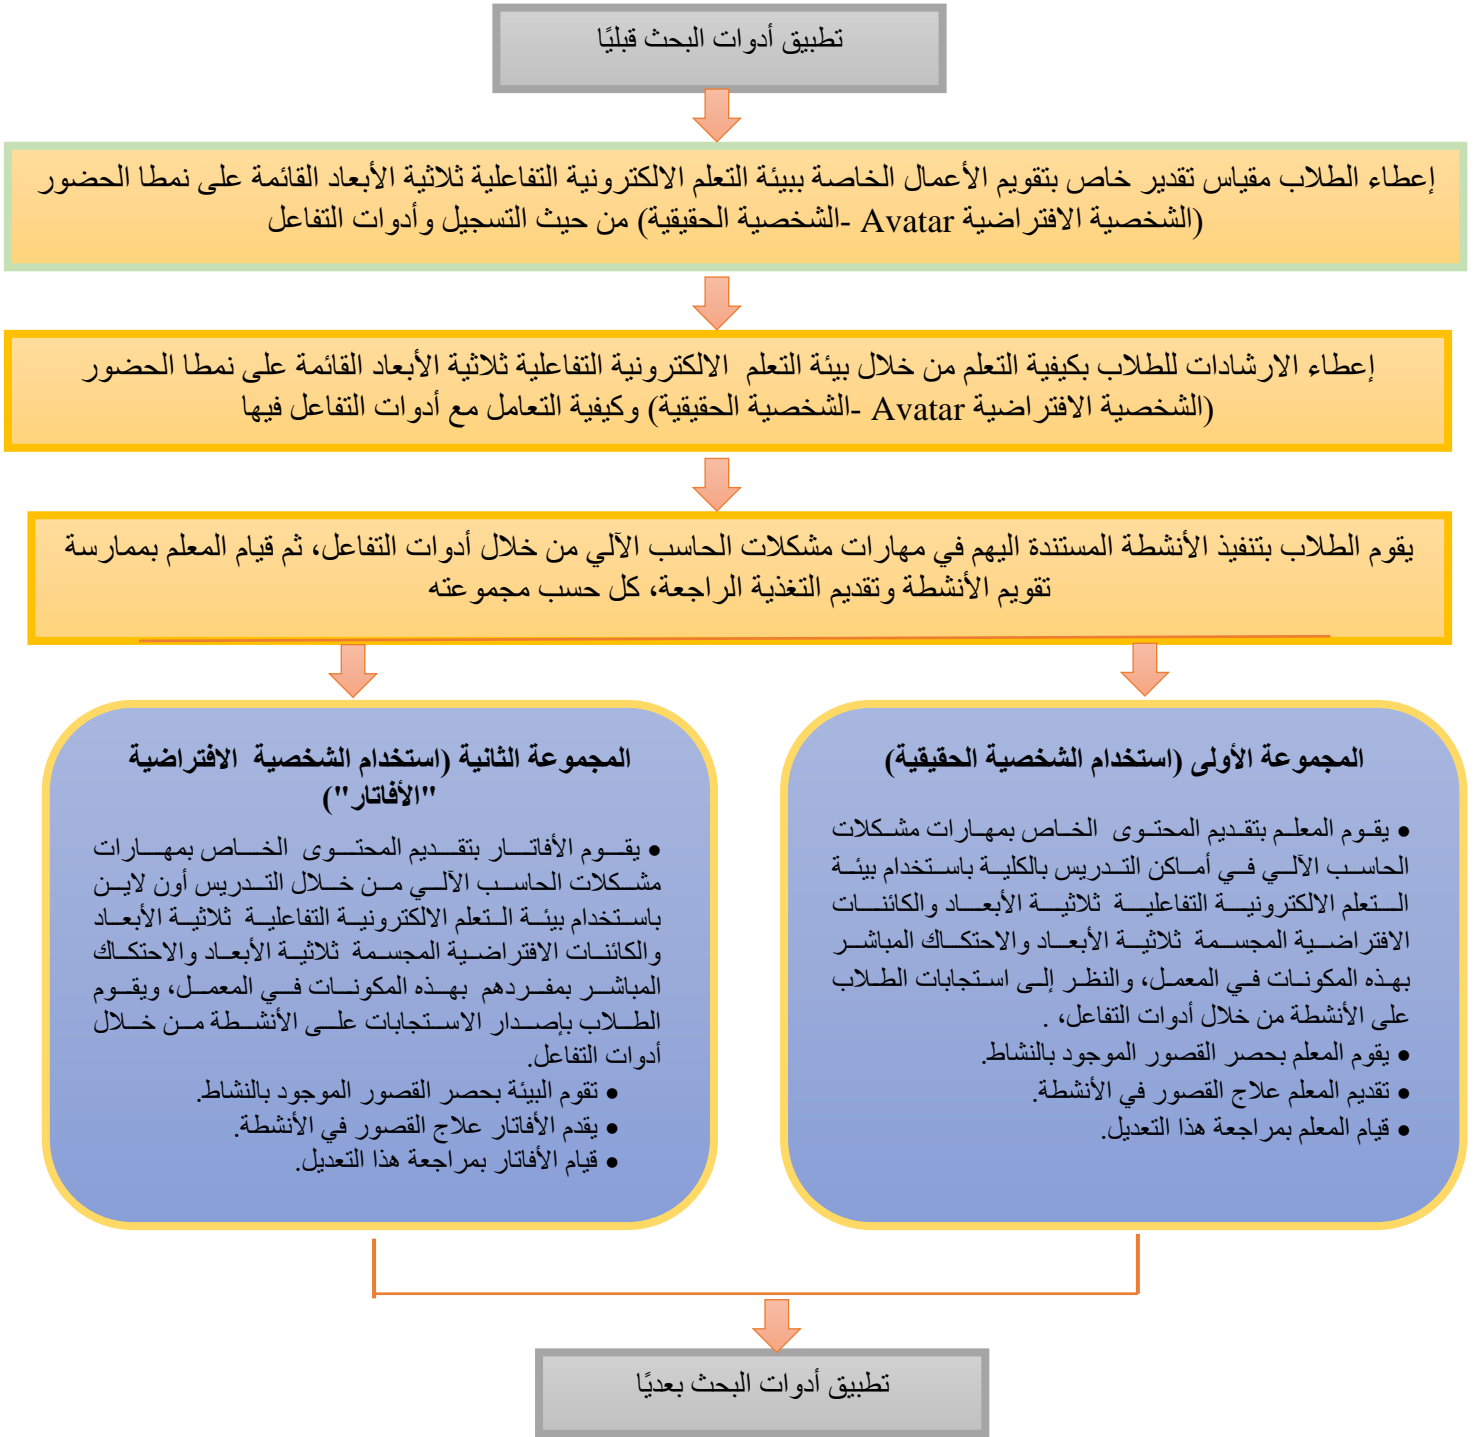 تطبيق أدوات البحث قبليًا
إعطاء الطلاب مقياس تقدير خاص بتقويم الأعمال الخاصة ببيئة التعلم الالكترونية التفاعلية ثلاثية الأبعاد القائمة على نمطا الحضور
(الشخصية الافتراضية Avatar -الشخصية الحقيقية) من حيث التسجيل وأدوات التفاعل
إعطاء الارشادات للطلاب بكيفية التعلم من خلال بيئة التعلم الالكترونية التفاعلية ثلاثية الأبعاد القائمة على نمطا الحضور
(الشخصية الافتراضية Avatar -الشخصية الحقيقية) وكيفية التعامل مع أدوات التفاعل فيها
يقوم الطلاب بتنفيذ الأنشطة المستندة اليهم في مهارات مشكلات الحاسب الآلي من خلال أدوات التفاعل، ثم قيام المعلم بممارسة
تقويم الأنشطة وتقديم التغذية الراجعة، كل حسب مجموعته
المجموعة الأولى (استخدام الشخصية الحقيقية)
• يقوم المعلم بتقديم المحتوى الخاص بمهارات مشكلات
الحاسب الآلي في أماكن التدريس بالكلية باستخدام بيئة
التعلم الالكترونية التفاعلية ثلاثية الأبعاد والكائنات
الافتراضية المجسمة ثلاثية الأبعاد والاحتكاك المباشر
بهذه المكونات في المعمل، والنظر إلى استجابات الطلاب
على الأنشطة من خلال أدوات التفاعل، .
• يقوم المعلم بحصر القصور الموجود بالنشاط.
• تقديم المعلم علاج القصور في الأنشطة.
• قيام المعلم بمراجعة هذا التعديل.
المجموعة الثانية (استخدام الشخصية الافتراضية
"الأفاتار")
• يقوم الأفاتار بتقديم المحتوى الخاص بمهارات
مشكلات الحاسب الآلي من خلال التدريس أون لاين
باستخدام بيئة التعلم الالكترونية التفاعلية ثلاثية الأبعاد
والكائنات الافتراضية المجسمة ثلاثية الأبعاد والاحتكاك
المباشر بمفردهم بهذه المكونات في المعمل، ويقوم
الطلاب بإصدار الاستجابات على الأنشطة من خلال
أدوات التفاعل.
• تقوم البيئة بحصر القصور الموجود بالنشاط.
• يقدم الأفاتار علاج القصور في الأنشطة.
• قيام الأفاتار بمراجعة هذا التعديل.
تطبيق أدوات البحث بعديًا